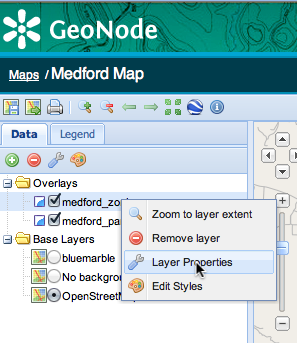 GeoNode
Maps / Medford Map
Data
Legend
Overlays
medford_zo
medford_pa
Base Layers
bluemarble
No backgro
OpenStreet
Zoom to layer extent
Remove layer
Layer Properties
Edit Styles